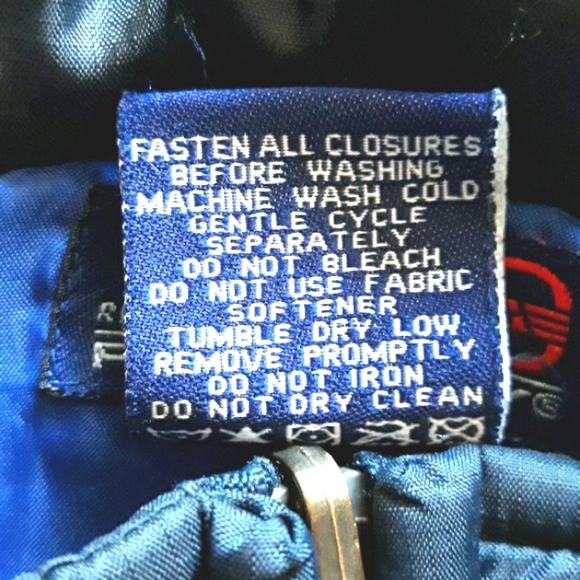 FASTEN ALL CLOSURES
BEFORE WASHING
MACHINE WASH COLD
GENTLE CYCLE
SEPARATELY
DO NOT BLEACH
DO NOT USE FABRIC
SOFTENER
TUMBLE DRY LOW
REMOVE PROMPTLY
DO NOT IRON
DO NOT DRY CLEAN